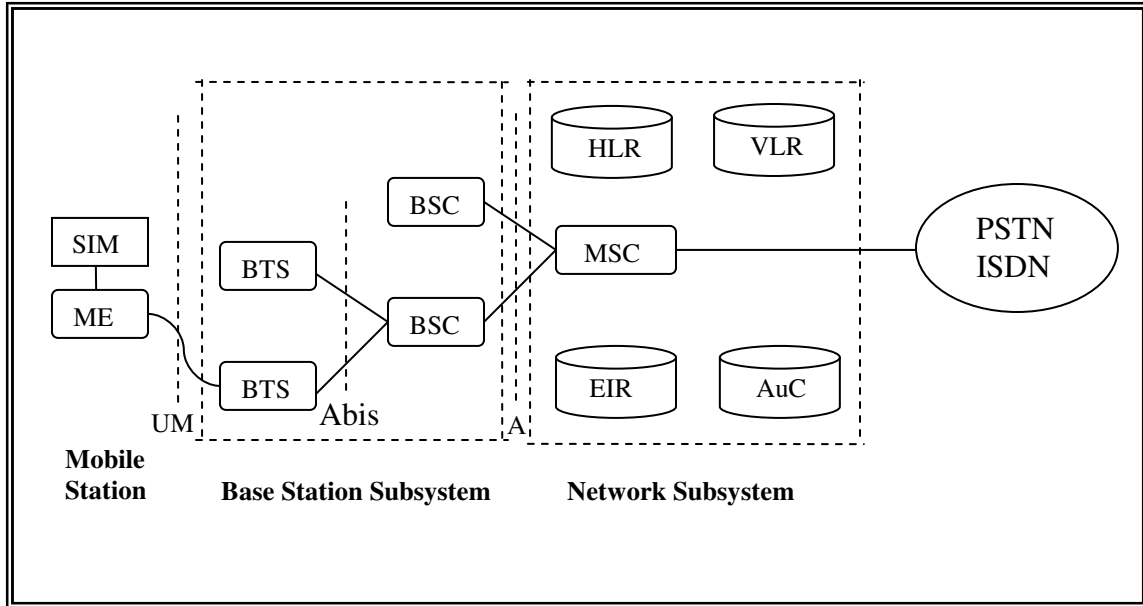 HLR
VLR
BSC
SIM
BTS
MSC
PSTN
ISDN
ME
BSC
BTS
EIR
AuC
UM
Abis
A
Mobile
Station
Base Station Subsystem
Network Subsystem